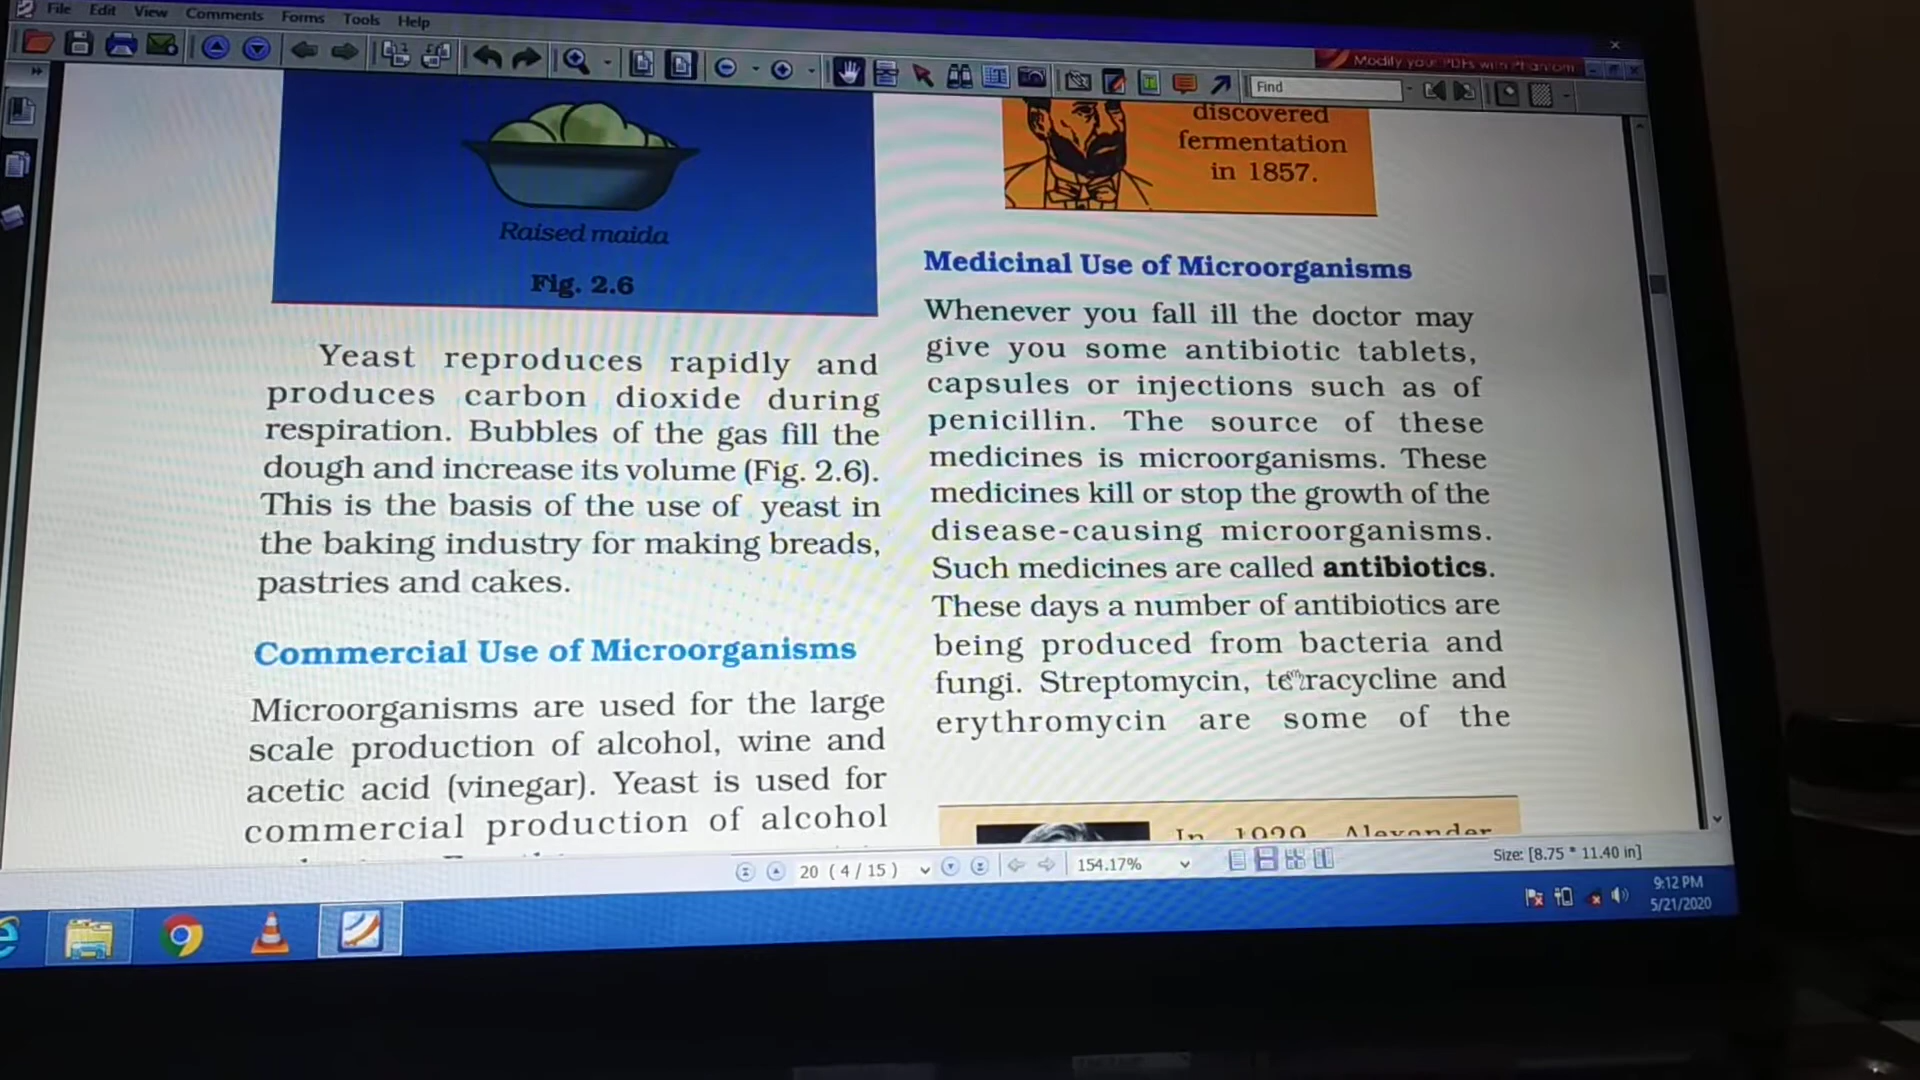 File Edit View Comments Forms Tools Help
Modify your PDFs with Phantom
Find
Raised maida
Fig. 2.6
Yeast reproduces rapidly and
produces carbon dioxide during
respiration. Bubbles of the gas fill the
dough and increase its volume (Fig. 2.6).
This is the basis of the use of yeast in
the baking industry for making breads,
pastries and cakes.
Commercial Use of Microorganisms
Microorganisms are used for the large
scale production of alcohol, wine and
acetic acid (vinegar). Yeast is used for
commercial production of alcohol
discovered
fermentation
in 1857.
Medicinal Use of Microorganisms
Whenever you fall ill the doctor may
give you some antibiotic tablets,
capsules or injections such as of
penicillin. The source of these
medicines is microorganisms. These
medicines kill or stop the growth of the
disease-causing microorganisms.
Such medicines are called antibiotics.
These days a number of antibiotics are
being produced from bacteria and
fungi. Streptomycin, tetracycline and
erythromycin are some of the
In Alexander
20 ( 4 / 15 )
154.17%
Size: [8.75 * 11.40 in]
9:12 PM
5/21/2020